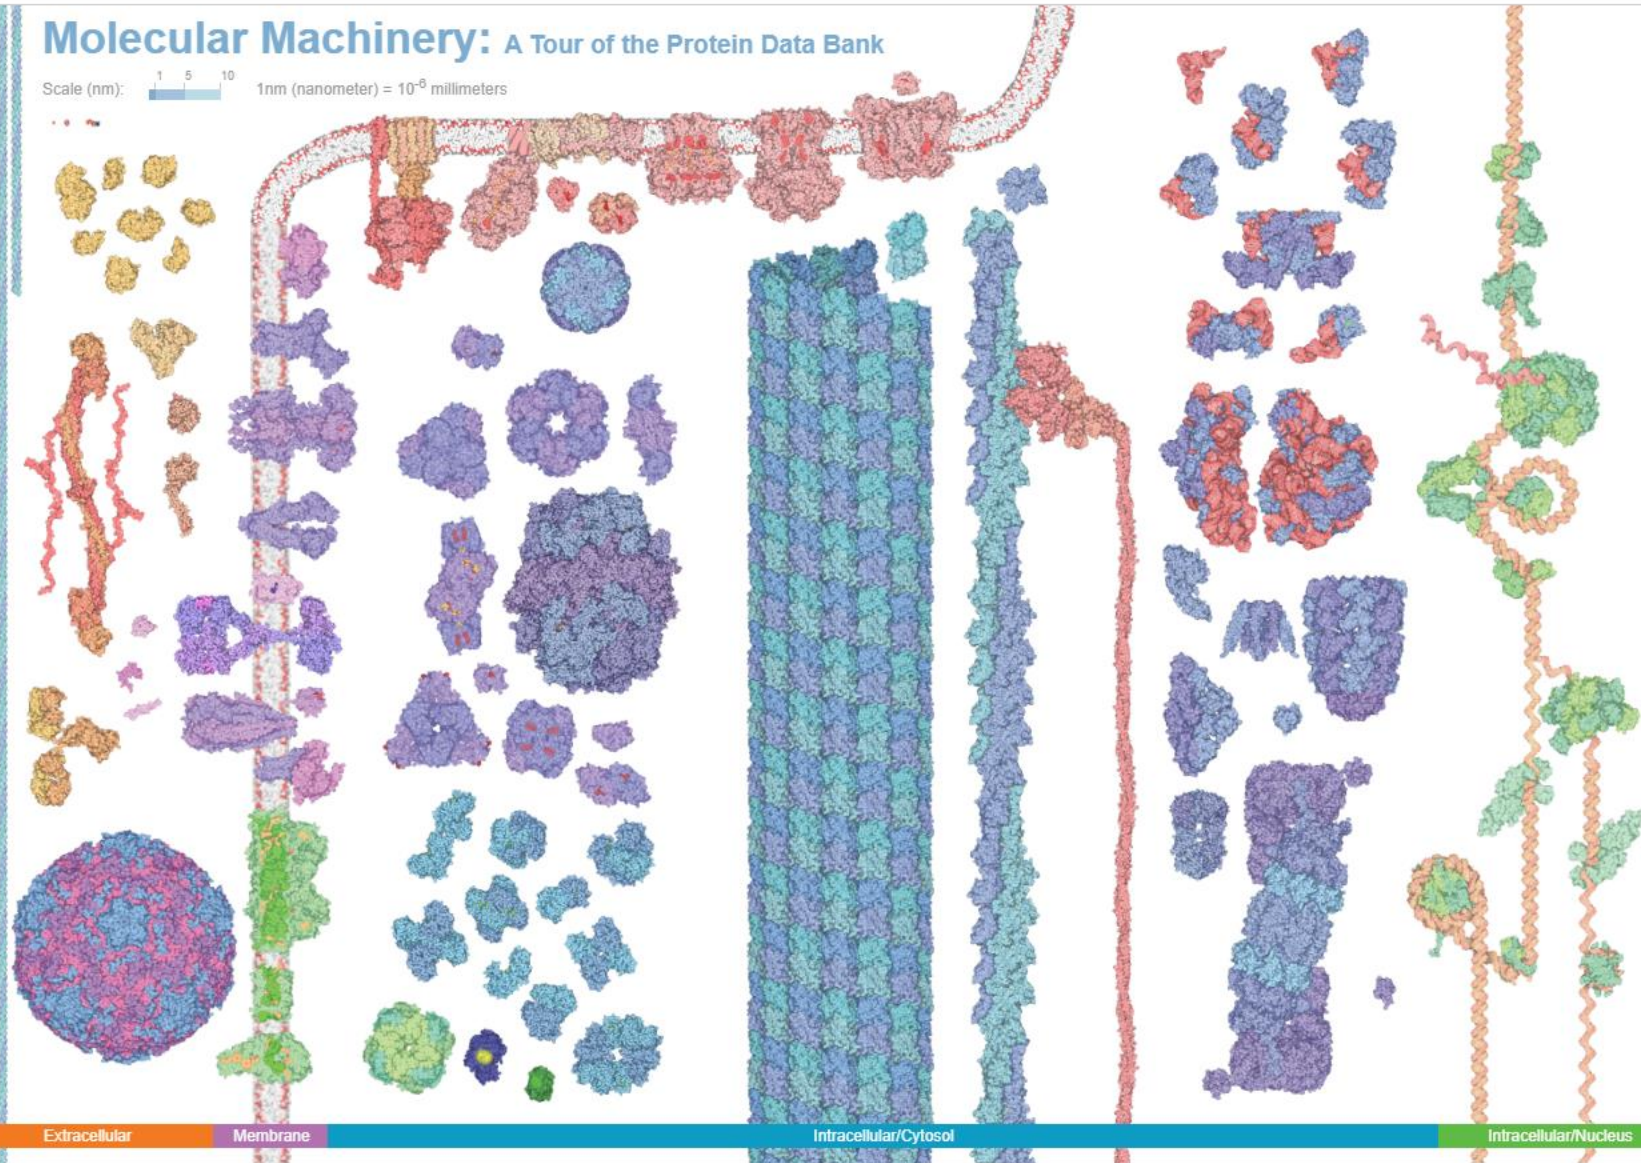 Molecular Machinery: A Tour of the Protein Data Bank
1 5 10
Scale (nm): 1nm (nanometer) = 10⁻⁶ millimeters
Extracellular Membrane Intracellular/Cytosol Intracellular/Nucleus